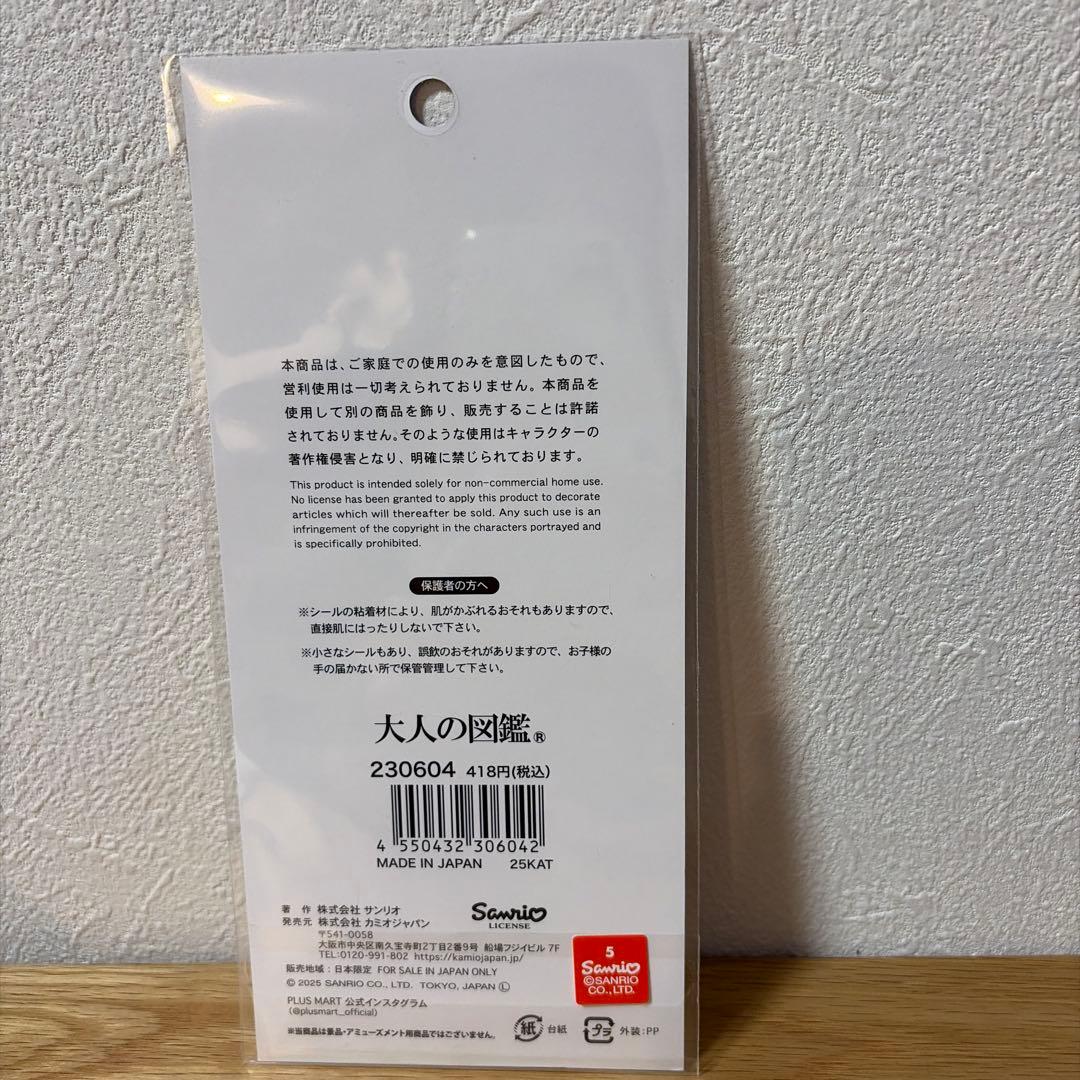 本商品は、ご家庭での使用のみを意図したもので、
営利使用は一切考えられておりません。本商品を
使用して別の商品を飾り、販売することは許諾
されておりません。そのような使用はキャラクターの
著作権侵害となり、明確に禁じられております。
This product is intended solely for non-commercial home use.
No license has been granted to apply this product to decorate
articles which will thereafter be sold. Any such use is an
infringement of the copyright in the characters portrayed and
is specifically prohibited.
保護者の方へ
※シールの粘着材により、肌がかぶれるおそれもありますので、
直接肌にはったりしないで下さい。
※小さなシールもあり、誤飲のおそれがありますので、お子様の
手の届かない所で保管管理して下さい。
大人の図鑑®
230604 418円(税込)
4 550432 306042
MADE IN JAPAN 25KAT
著 作 株式会社 サンリオ
発売元 株式会社 カミオジャパン
〒541-0058
大阪市中央区南久宝寺町2丁目2番9号 船場フジイビル 7F
TEL:0120-991-802 https://kamiojapan.jp/
販売地域:日本限定 FOR SALE IN JAPAN ONLY
© 2025 SANRIO CO., LTD. TOKYO, JAPAN Ⓛ
PLUS MART 公式インスタグラム
(@plusmart_official)
※当商品は景品・アミューズメント用商品ではございません。
Sanrio
LICENSE
5
Sanrio
©SANRIO
CO., LTD.
紙 台紙
プラ 外装:PP